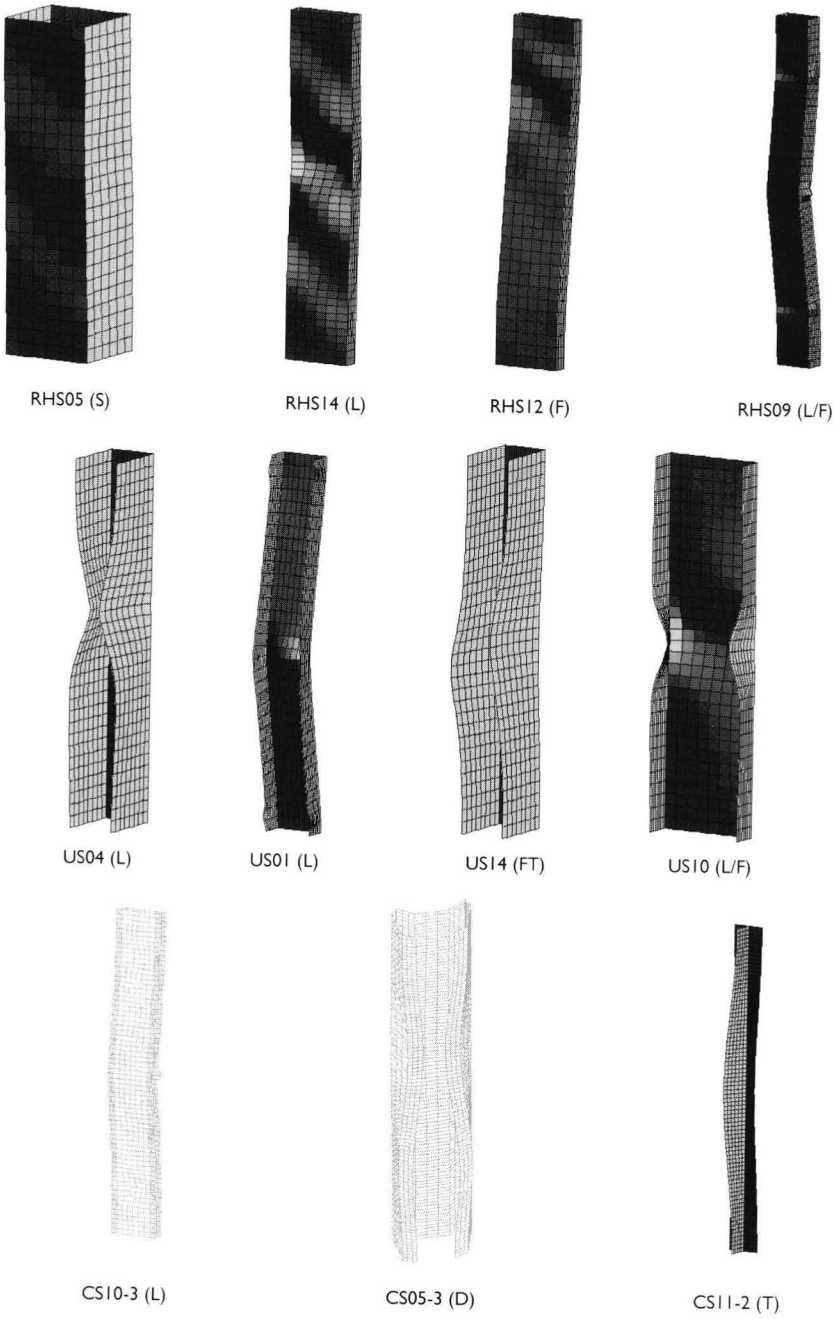 RHS05 (S)
RHS14 (L)
RHS12 (F)
RHS09 (L/F)
US04 (L)
US01 (L)
US14 (FT)
US10 (L/F)
CS10-3 (L)
CS05-3 (D)
CS11-2 (T)